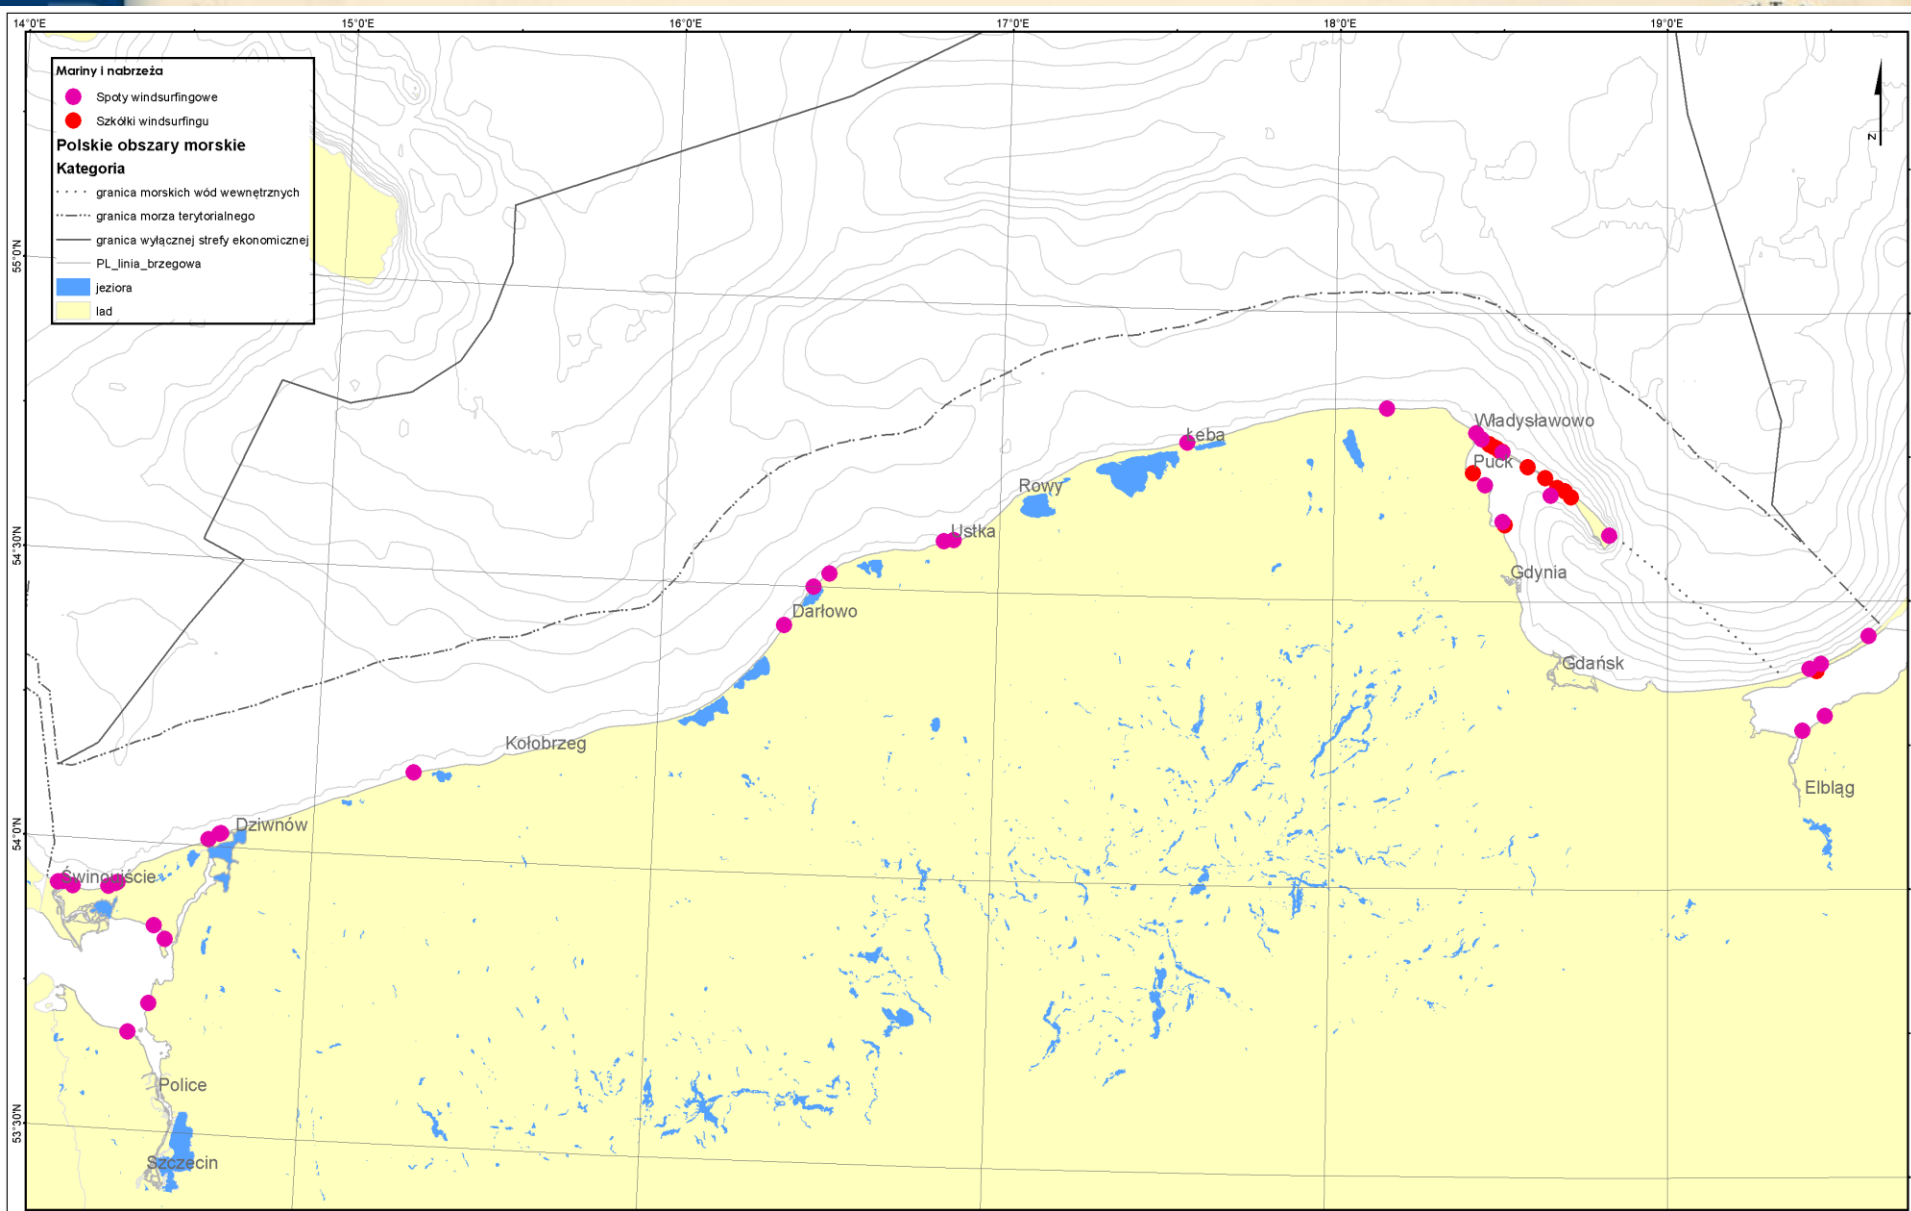 14°0'E 15°0'E 16°0'E 17°0'E 18°0'E 19°0'E
Mariny i nabrzeża
Spoty windsurfingowe
Szkółki windsurfingu
Polskie obszary morskie
Kategoria
granica morskich wód wewnętrznych
granica morza terytorialnego
granica wyłącznej strefy ekonomicznej
PL_linia_brzegowa
jeziora
ląd
N
55°0'N
54°30'N
54°0'N
53°30'N
Władysławowo
Łeba
Puck
Rowy
Ustka
Gdynia
Darłowo
Gdańsk
Kołobrzeg
Elbląg
Dziwnów
Świnoujście
Police
Szczecin